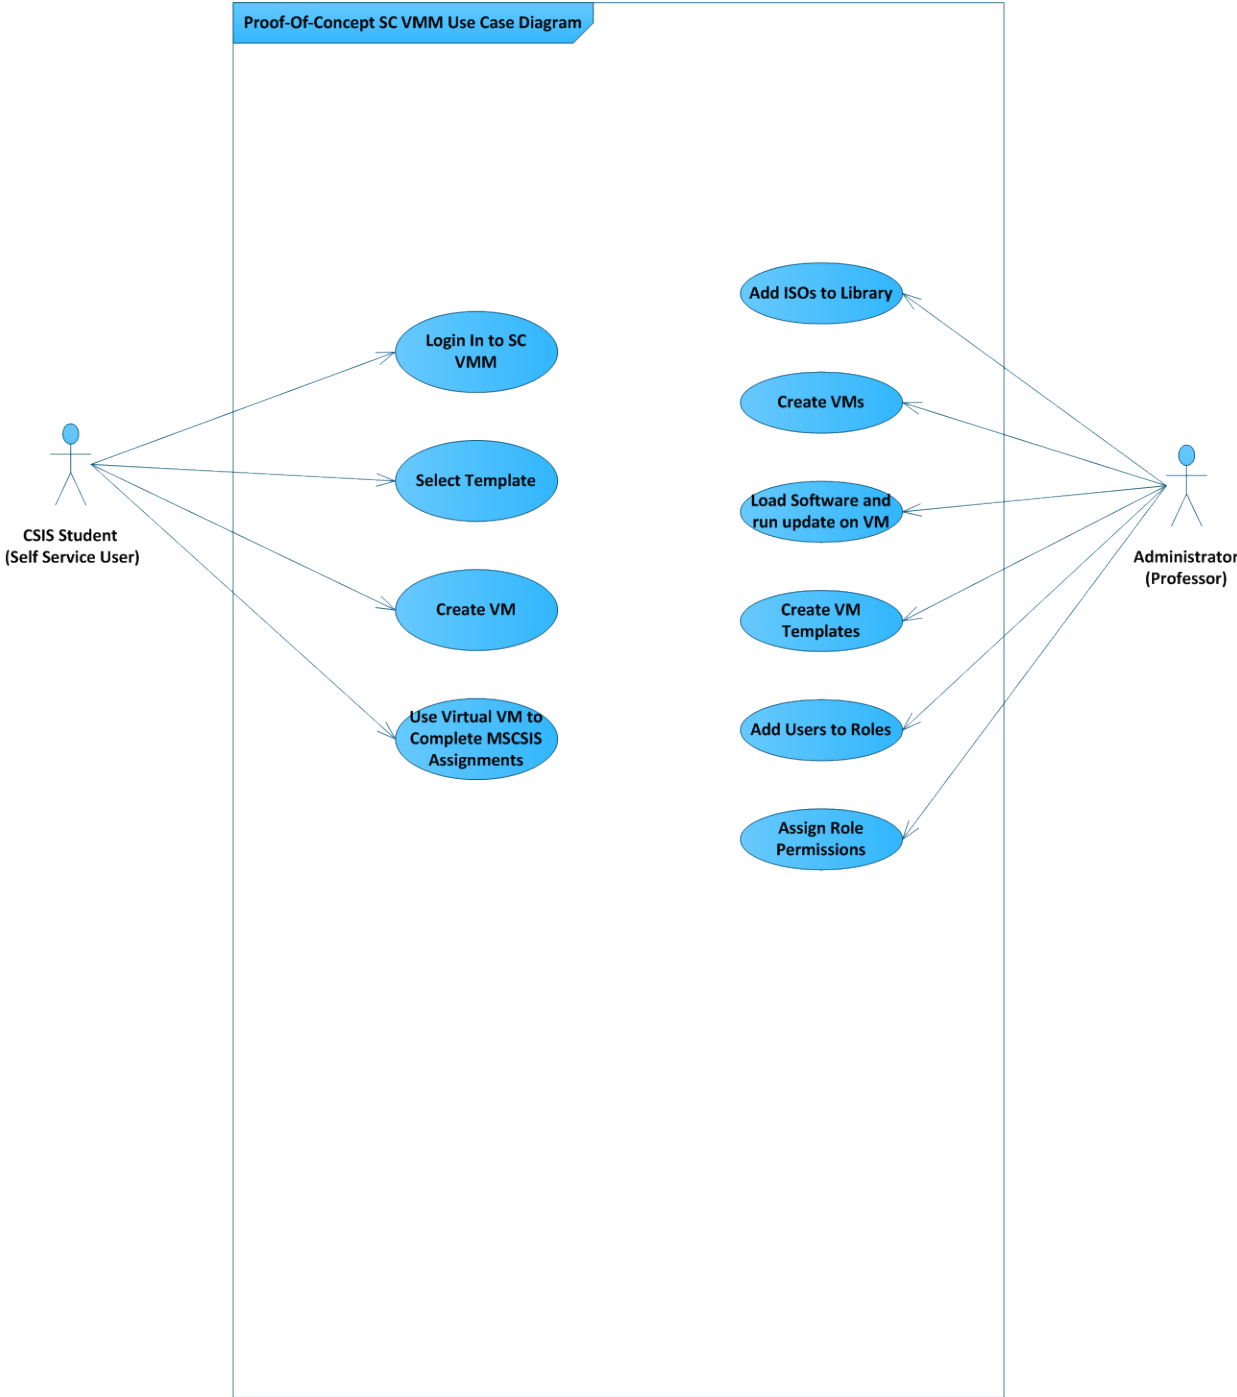 Proof-Of-Concept SC VMM Use Case Diagram
Login In to SC
VMM
Select Template
Create VM
Use Virtual VM to
Complete MSCSIS
Assignments
CSIS Student
(Self Service User)
Add ISOs to Library
Create VMs
Load Software and
run update on VM
Create VM
Templates
Add Users to Roles
Assign Role
Permissions
Administrator
(Professor)